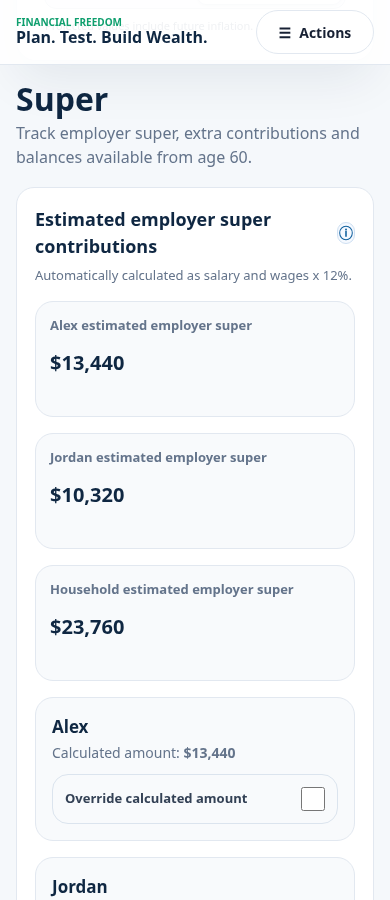 FINANCIAL FREEDOM
Plan. Test. Build Wealth.
include future inflation.
☰ Actions
Super
Track employer super, extra contributions and
balances available from age 60.
Estimated employer super
contributions
Automatically calculated as salary and wages x 12%.
Alex estimated employer super
$13,440
Jordan estimated employer super
$10,320
Household estimated employer super
$23,760
Alex
Calculated amount: $13,440
Override calculated amount
Jordan